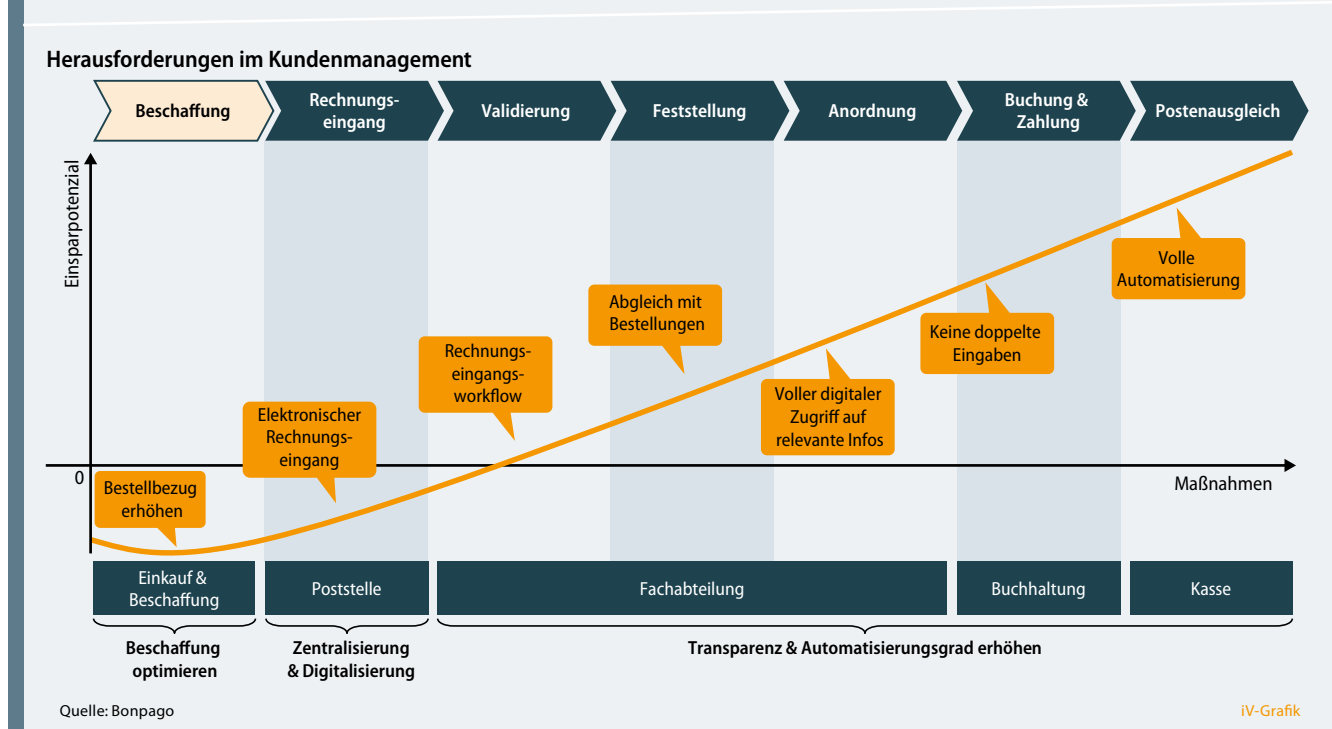 Herausforderungen im Kundenmanagement
Beschaffung
Rechnungs-
eingang
Validierung
Feststellung
Anordnung
Buchung &
Zahlung
Postenausgleich
Einsparpotenzial
Volle
Automatisierung
Abgleich mit
Bestellungen
Keine doppelte
Eingaben
Rechnungs-
eingangs-
workflow
Voller digitaler
Zugriff auf
relevante Infos
Elektronischer
Rechnungs-
eingang
0
Maßnahmen
Bestellbezug
erhöhen
Einkauf &
Beschaffung
Poststelle
Fachabteilung
Buchhaltung
Kasse
Beschaffung
optimieren
Zentralisierung
& Digitalisierung
Transparenz & Automatisierungsgrad erhöhen
Quelle: Bonpago
iV-Grafik